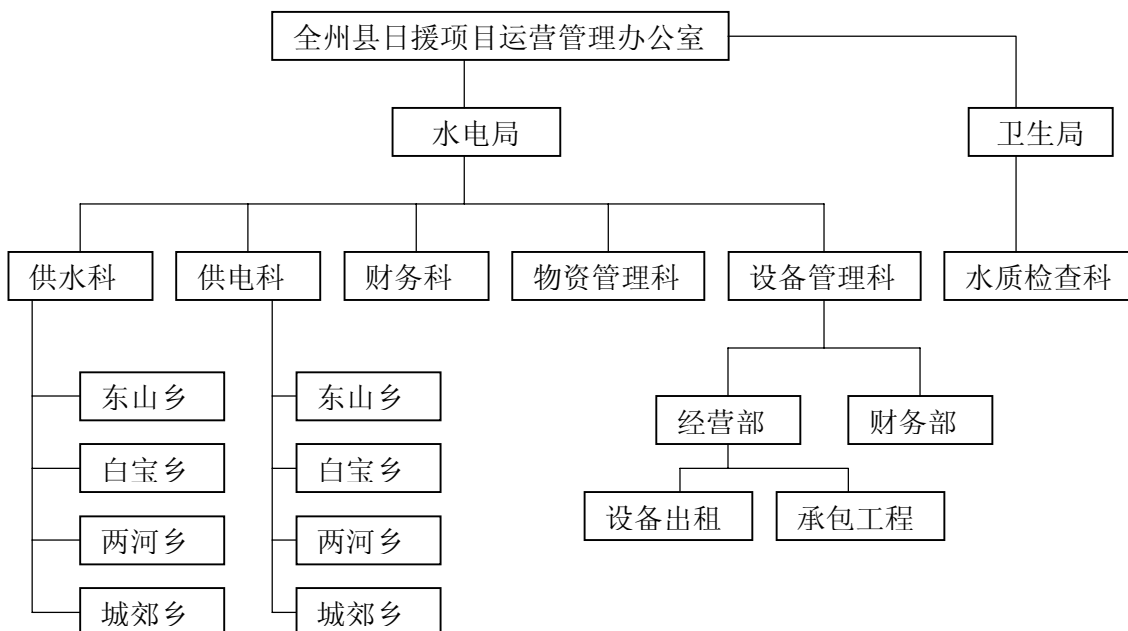 全州县日援项目运营管理办公室
水电局
卫生局
供水科
供电科
财务科
物资管理科
设备管理科
水质检查科
东山乡
白宝乡
两河乡
城郊乡
东山乡
白宝乡
两河乡
城郊乡
经营部
财务部
设备出租
承包工程